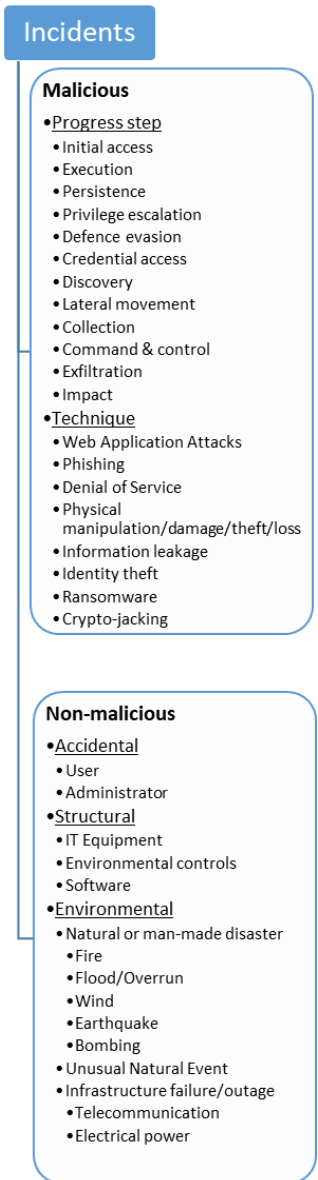 Incidents
Malicious
•Progress step
•Initial access
•Execution
•Persistence
•Privilege escalation
•Defence evasion
•Credential access
•Discovery
•Lateral movement
•Collection
•Command & control
•Exfiltration
•Impact
•Technique
•Web Application Attacks
•Phishing
•Denial of Service
•Physical
manipulation/damage/theft/loss
•Information leakage
•Identity theft
•Ransomware
•Crypto-jacking
Non-malicious
•Accidental
•User
•Administrator
•Structural
•IT Equipment
•Environmental controls
•Software
•Environmental
•Natural or man-made disaster
•Fire
•Flood/Overrun
•Wind
•Earthquake
•Bombing
•Unusual Natural Event
•Infrastructure failure/outage
•Telecommunication
•Electrical power